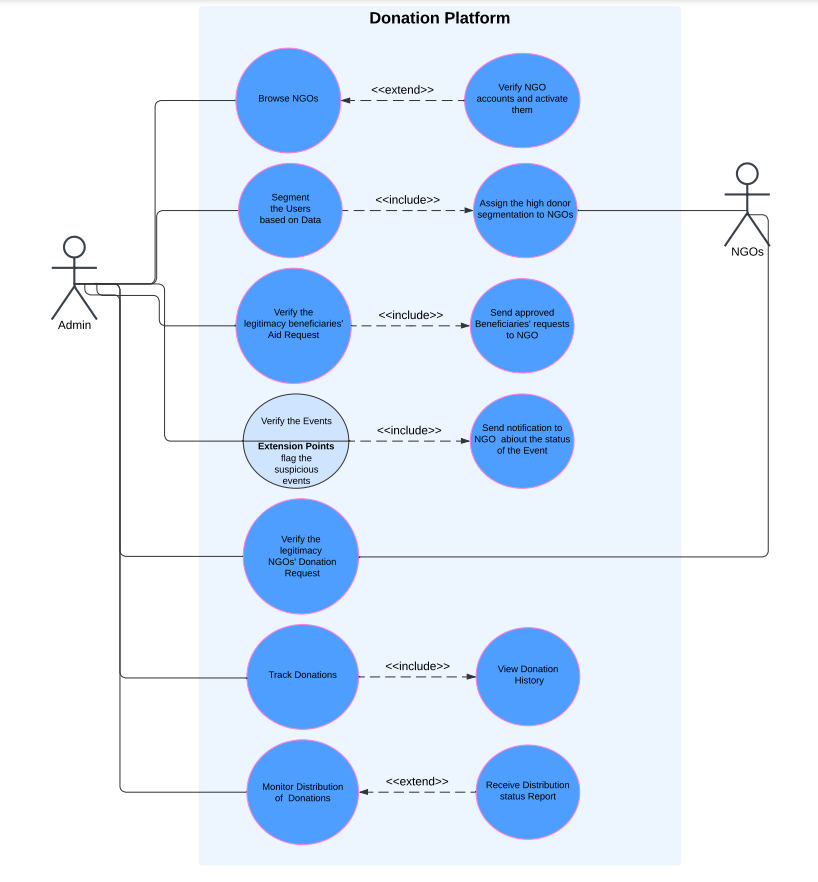 Donation Platform
Browse NGOs
<<extend>>
Verify NGO
accounts and activate
them
Segment
the Users
based on Data
<<include>>
Assign the high donor
segmentation to NGOs
NGOs
Admin
Verify the
legitimacy beneficiaries'
Aid Request
<<include>>
Send approved
Beneficiaries' requests
to NGO
Verify the Events
Extension Points
flag the
suspicious
events
<<include>>
Send notification to
NGO abiout the status
of the Event
Verify the
legitimacy
NGOs' Donation
Request
Track Donations
<<include>>
View Donation
History
Monitor Distribution
of Donations
<<extend>>
Receive Distribution
status Report